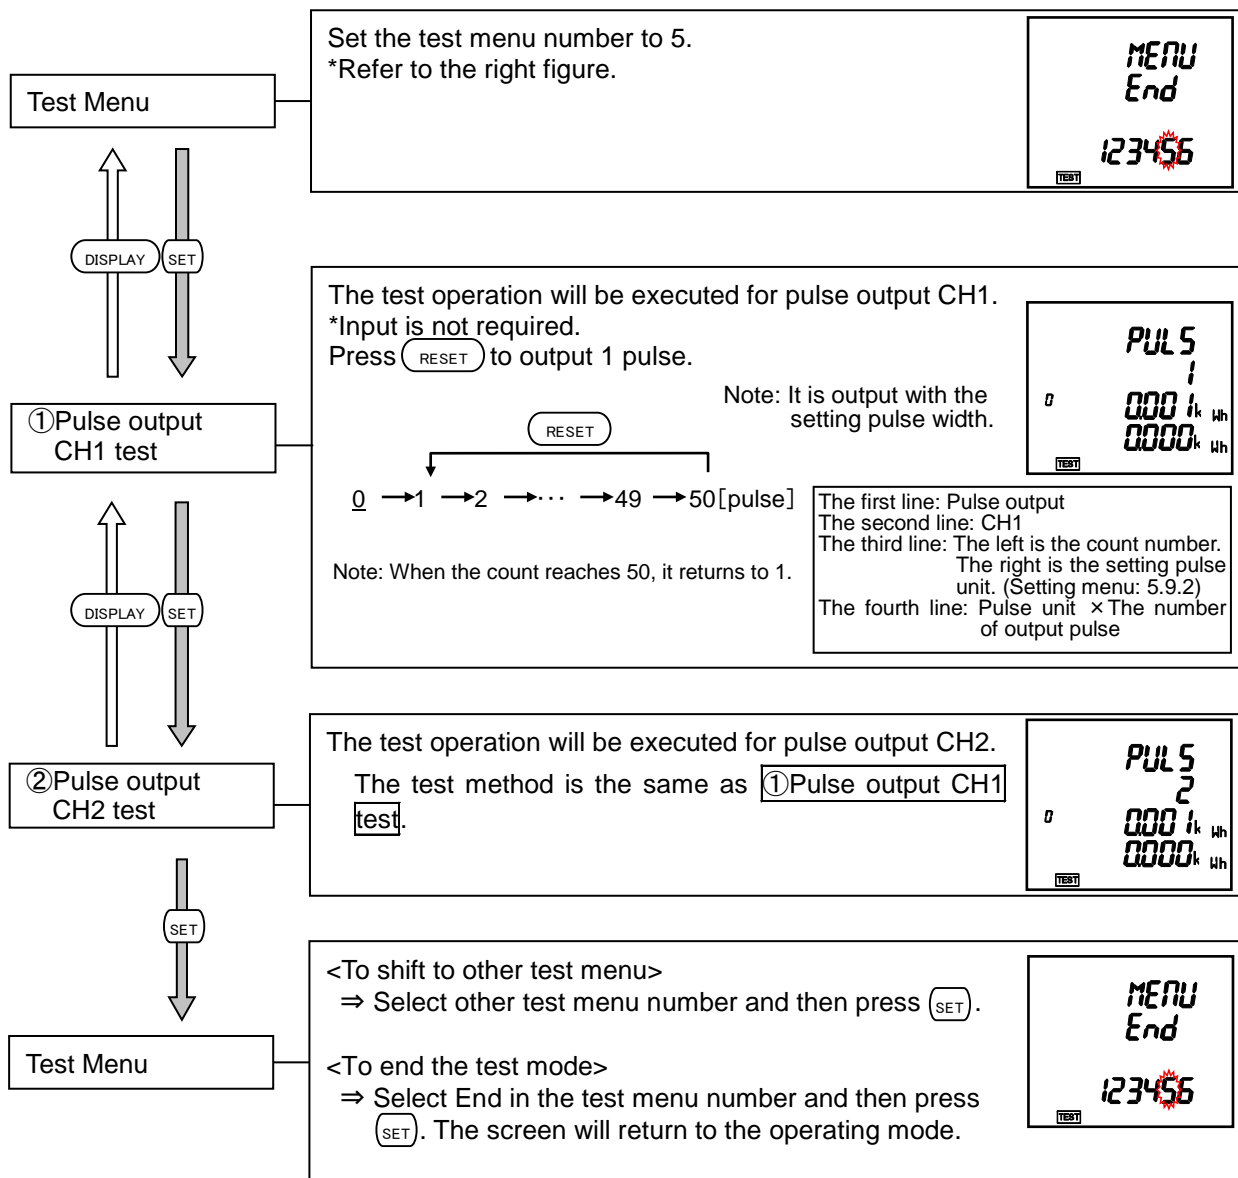 Test Menu
Set the test menu number to 5.
*Refer to the right figure.
MENU
End
123456
TEST
DISPLAY SET
①Pulse output
CH1 test
The test operation will be executed for pulse output CH1.
*Input is not required.
Press RESET to output 1 pulse.
Note: It is output with the
setting pulse width.
RESET
0 →1 →2 →··· →49 →50[pulse]
Note: When the count reaches 50, it returns to 1.
PULS
1
0 0.001k Wh
0.000k Wh
TEST
The first line: Pulse output
The second line: CH1
The third line: The left is the count number.
The right is the setting pulse
unit. (Setting menu: 5.9.2)
The fourth line: Pulse unit ×The number
of output pulse
DISPLAY SET
②Pulse output
CH2 test
The test operation will be executed for pulse output CH2.
The test method is the same as ①Pulse output CH1
test.
PULS
2
0 0.001k Wh
0.000k Wh
TEST
SET
Test Menu
<To shift to other test menu>
⇒ Select other test menu number and then press SET.
<To end the test mode>
⇒ Select End in the test menu number and then press
SET. The screen will return to the operating mode.
MENU
End
123456
TEST